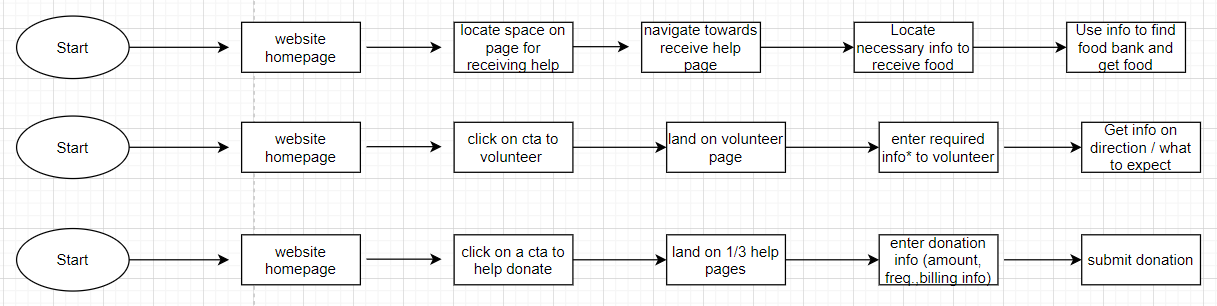 Start
website
homepage
locate space on
page for
receiving help
navigate towards
receive help
page
Locate
necessary info to
receive food
Use info to find
food bank and
get food
Start
website
homepage
click on cta to
volunteer
land on volunteer
page
enter required
info* to volunteer
Get info on
direction / what
to expect
Start
website
homepage
click on a cta to
help donate
land on 1/3 help
pages
enter donation
info (amount,
freq.,billing info)
submit donation